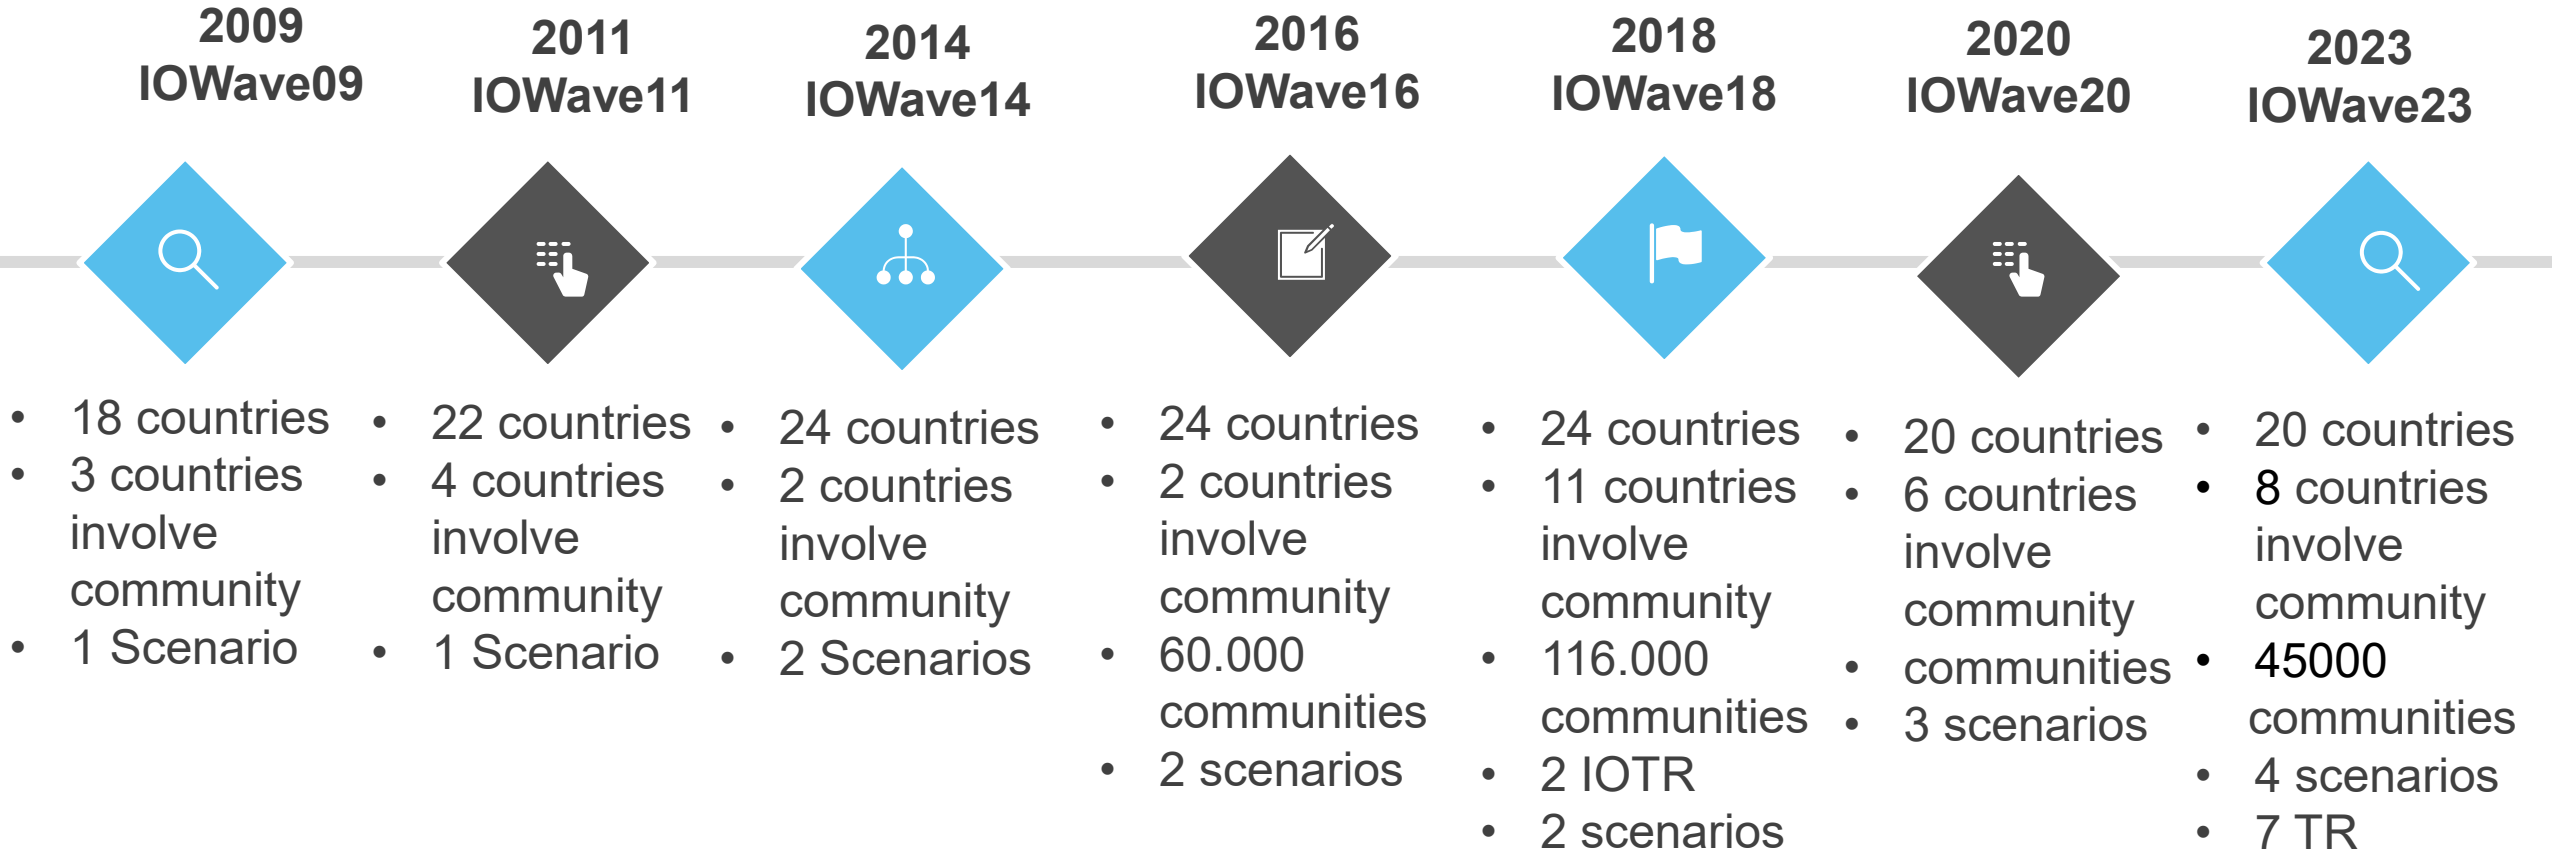 2009
IOWave09
• 18 countries
• 3 countries
involve
community
• 1 Scenario
2011
IOWave11
• 22 countries
• 4 countries
involve
community
• 1 Scenario
2014
IOWave14
• 24 countries
• 2 countries
involve
community
• 2 Scenarios
2016
IOWave16
• 24 countries
• 2 countries
involve
community
• 60.000
communities
• 2 scenarios
2018
IOWave18
• 24 countries
• 11 countries
involve
community
• 116.000
communities
• 2 IOTR
• 2 scenarios
2020
IOWave20
• 20 countries
• 6 countries
involve
community
• communities
• 3 scenarios
2023
IOWave23
• 20 countries
• 8 countries
involve
community
• 45000
communities
• 4 scenarios
• 7 TR